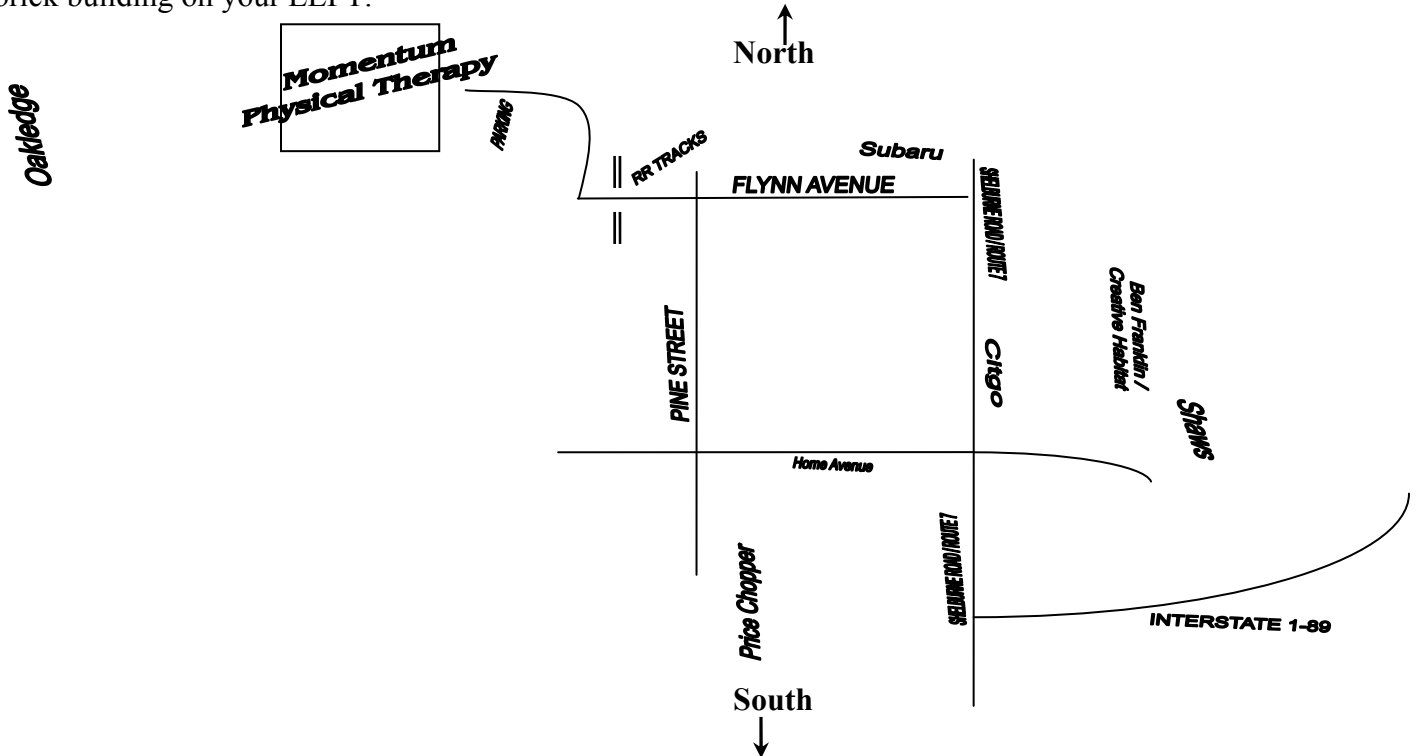 brick building on your LEFT.
North
Momentum
Physical Therapy
Oakledge
PARKING
RR TRACKS
Subaru
FLYNN AVENUE
SHELBURNE ROAD/ROUTE 7
Ben Franklin /
Creative Habitat
PINE STREET
Citgo
Shaws
Home Avenue
SHELBURNE ROAD/ROUTE 7
Price Chopper
INTERSTATE 1-89
South